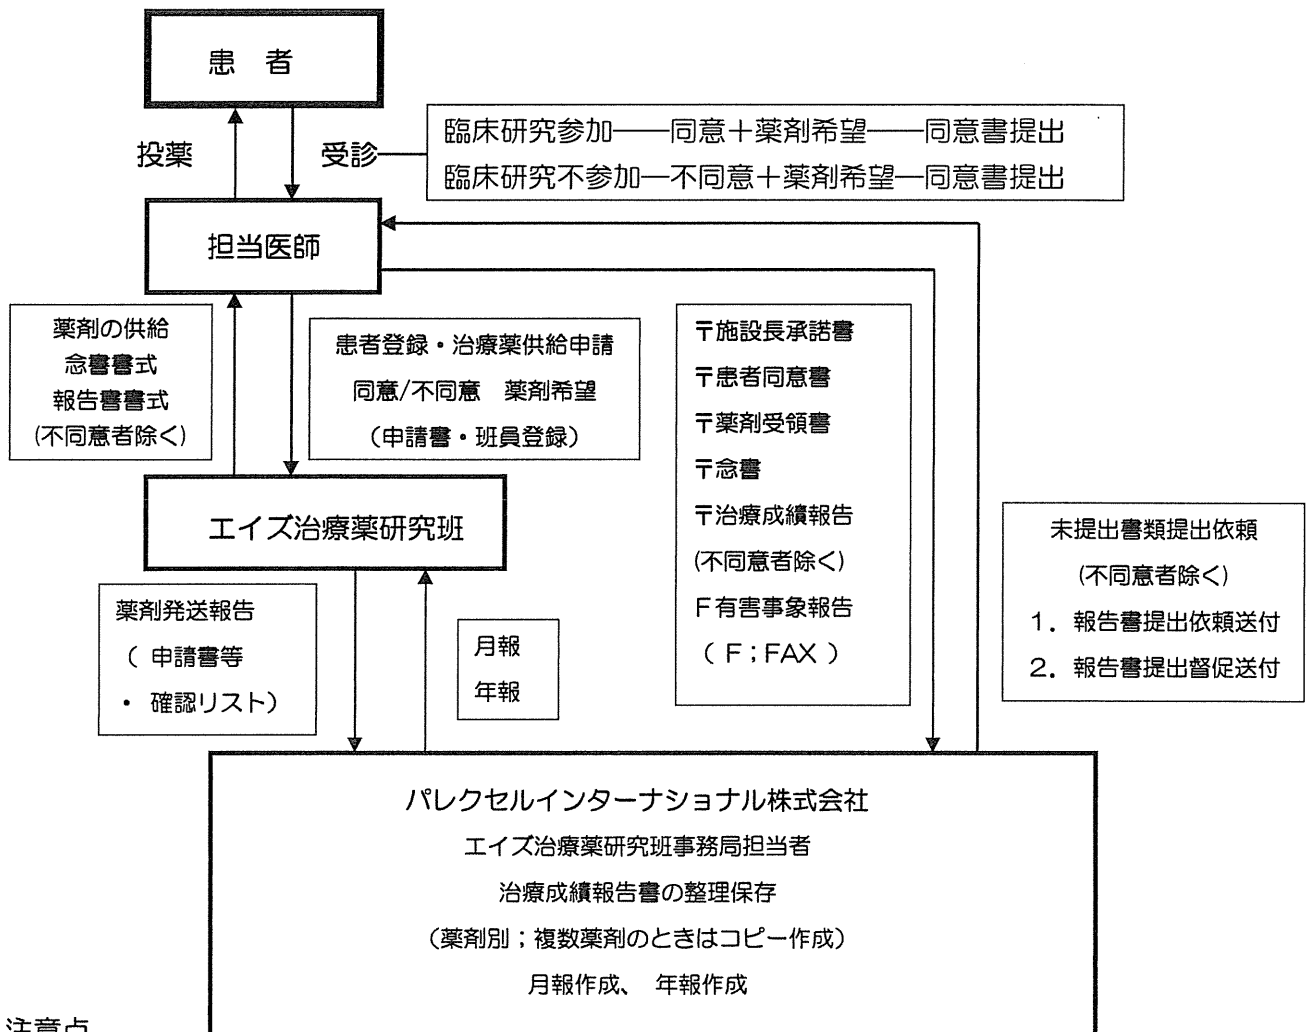 患　者
投薬
受診
臨床研究参加――同意＋薬剤希望――同意書提出
臨床研究不参加―不同意＋薬剤希望―同意書提出
担当医師
薬剤の供給
念書書式
報告書書式
(不同意者除く)
患者登録・治療薬供給申請
同意/不同意　薬剤希望
（申請書・班員登録）
〒施設長承諾書
〒患者同意書
〒薬剤受領書
〒念書
〒治療成績報告
(不同意者除く)
F有害事象報告
（F；FAX）
未提出書類提出依頼
(不同意者除く)
1．報告書提出依頼送付
2．報告書提出督促送付
エイズ治療薬研究班
薬剤発送報告
（ 申請書等
・ 確認リスト）
月報
年報
パレクセルインターナショナル株式会社
エイズ治療薬研究班事務局担当者
治療成績報告書の整理保存
（薬剤別；複数薬剤のときはコピー作成）
月報作成、 年報作成
注意点